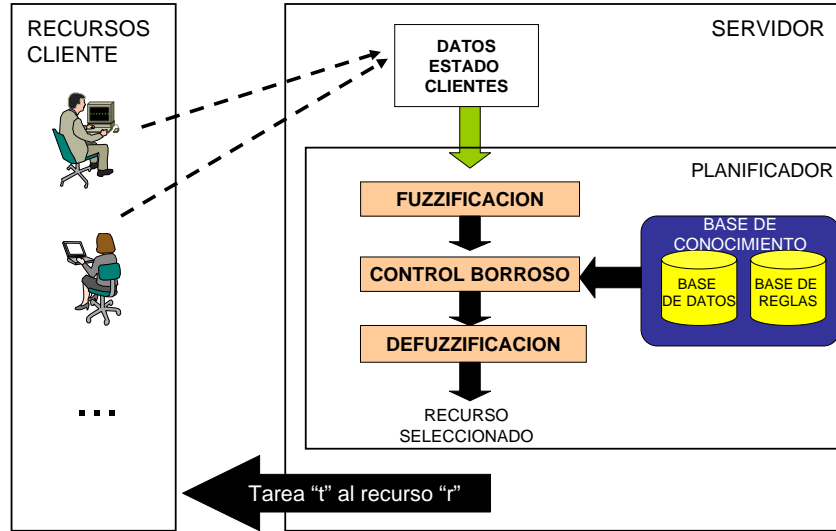 RECURSOS
CLIENTE
...
SERVIDOR
DATOS
ESTADO
CLIENTES
PLANIFICADOR
FUZZIFICACION
CONTROL BORROSO
DEFUZZIFICACION
RECURSO
SELECCIONADO
BASE DE
CONOCIMIENTO
BASE
DE DATOS
BASE DE
REGLAS
Tarea “t” al recurso “r”